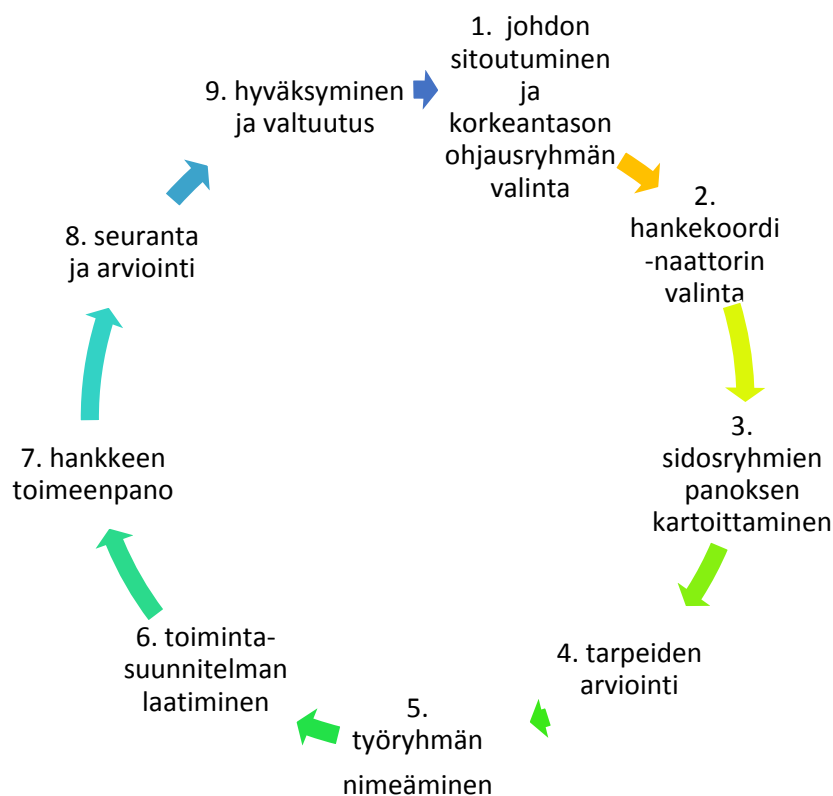 1. johdon
sitoutuminen
ja
korkeantason
ohjausryhmän
valinta
2.
hankekoordi
-naattorin
valinta
3.
sidosryhmien
panoksen
kartoittaminen
4. tarpeiden
arviointi
5.
työryhmän
nimeäminen
6. toiminta-
suunnitelman
laatiminen
7. hankkeen
toimeenpano
8. seuranta
ja arviointi
9. hyväksyminen
ja valtuutus